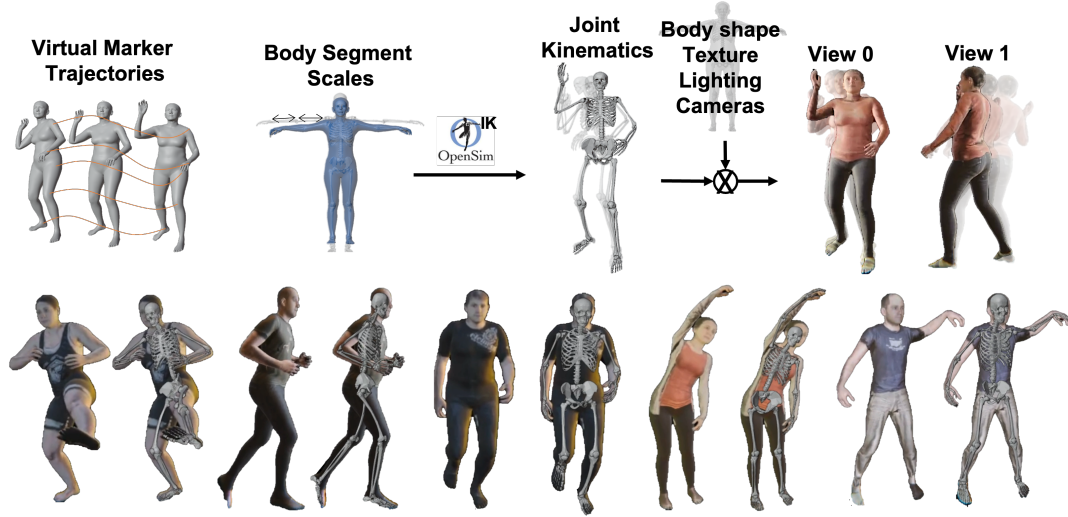 Virtual Marker
Trajectories
Body Segment
Scales
IK
OpenSim
Joint
Kinematics
Body shape
Texture
Lighting
Cameras
X
View 0
View 1